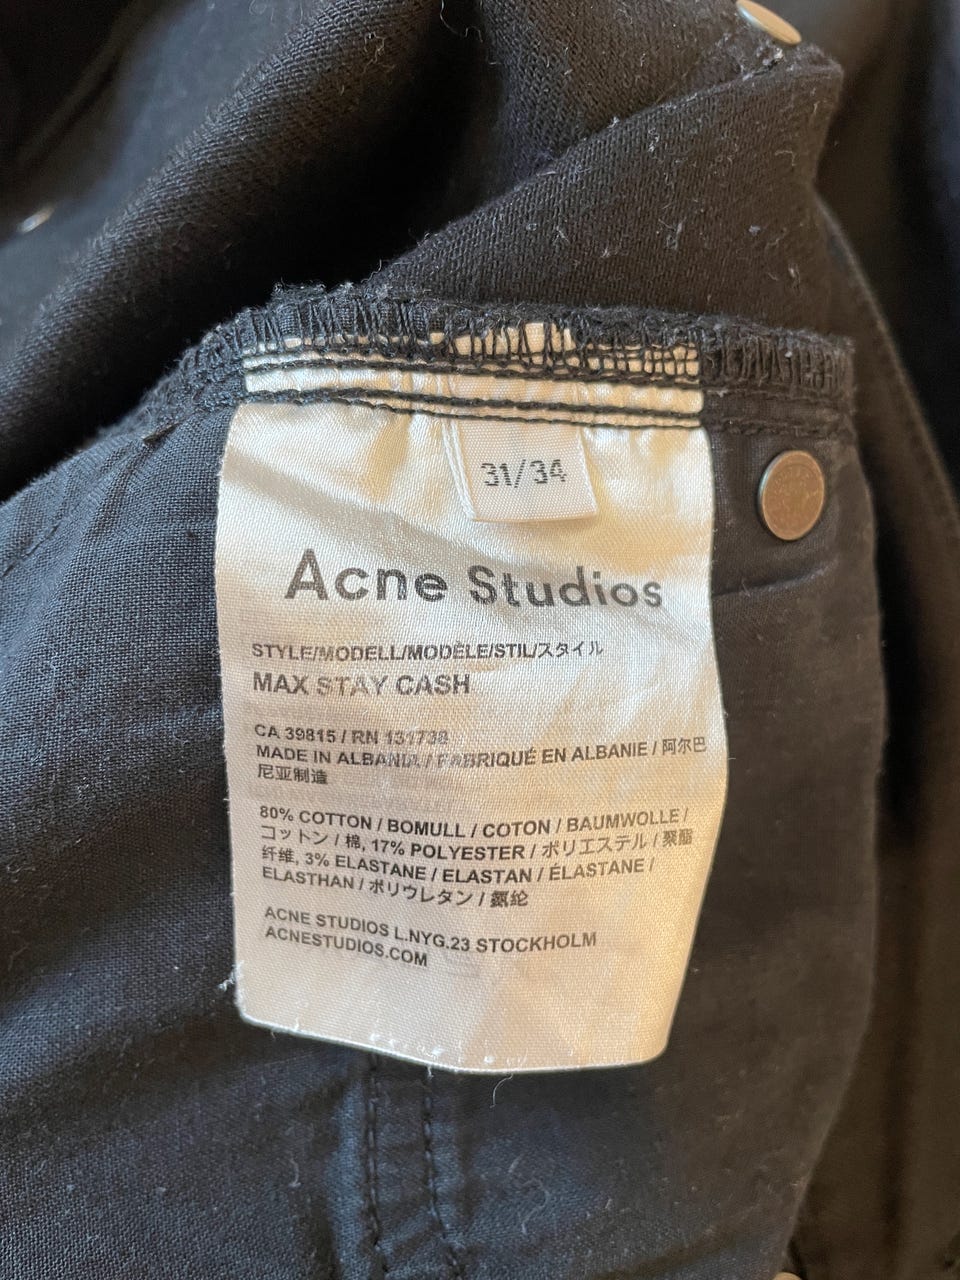 31/34
Acne Studios
STYLE/MODELL/MODÈLE/STIL/スタイル
MAX STAY CASH
CA 39815 / RN 131738
MADE IN ALBANIA / FABRIQUÉ EN ALBANIE / 阿尔巴
尼亚制造
80% COTTON / BOMULL / COTON / BAUMWOLLE /
コットン / 棉, 17% POLYESTER / ポリエステル / 聚酯
纤维, 3% ELASTANE / ELASTAN / ÉLASTANE /
ELASTHAN / ポリウレタン / 氨纶
ACNE STUDIOS L.NYG.23 STOCKHOLM
ACNESTUDIOS.COM